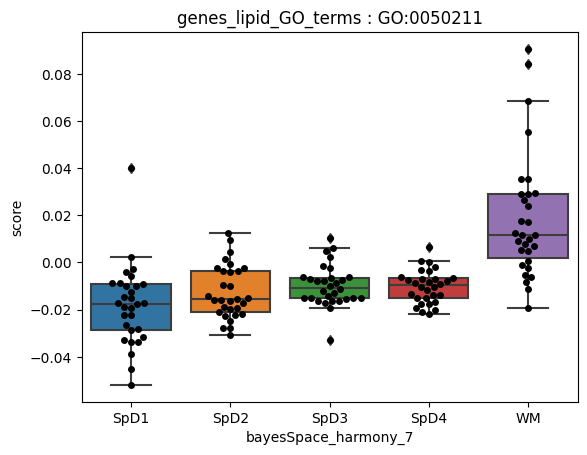 genes_lipid_GO_terms : GO:0050211
score
0.08
0.06
0.04
0.02
0.00
−0.02
−0.04
SpD1 SpD2 SpD3 SpD4 WM
bayesSpace_harmony_7